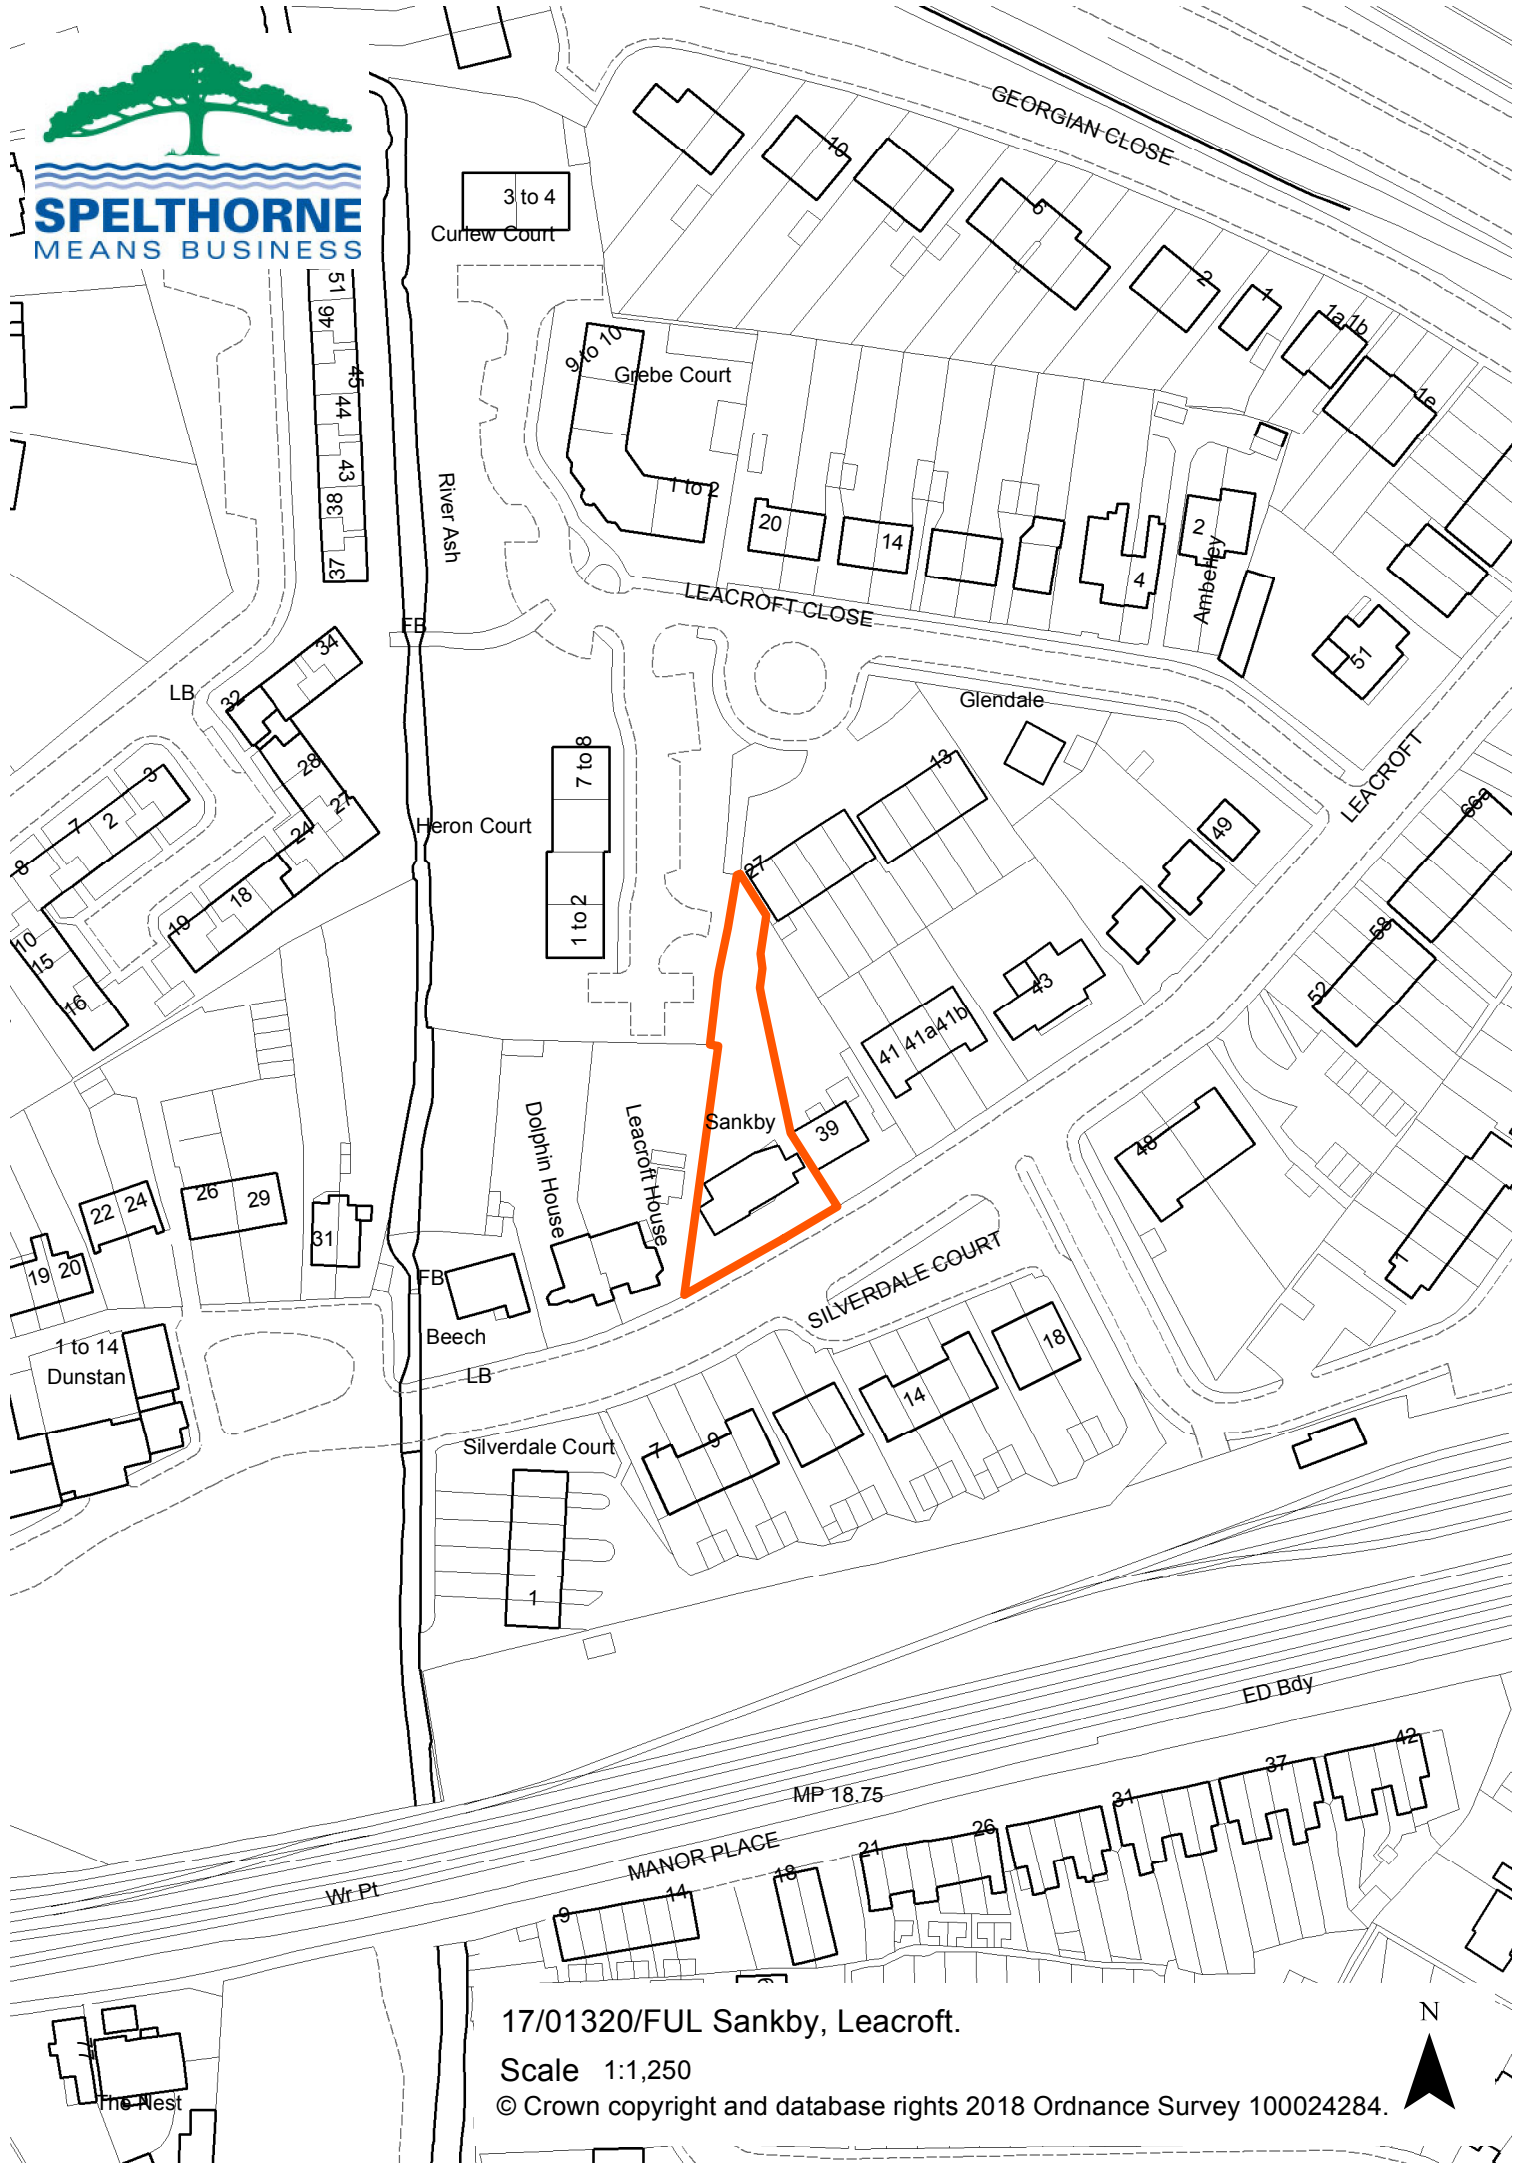 SPELTHORNE
MEANS BUSINESS
GEORGIAN CLOSE
10
6
2
1
1a 1b
1e
3 to 4
Curlew Court
51
46
45
44
43
38
37
River Ash
9 to 10
Grebe Court
1 to 2
20
14
4
2
Amberley
51
LEACROFT CLOSE
FB
34
32
LB
28
27
24
18
19
3
2
7
8
10
15
16
7 to 8
Heron Court
1 to 2
Glendale
13
27
LEACROFT
49
66a
58
52
43
41 41a 41b
39
Sankby
Leacroft House
Dolphin House
48
1
22 24
26
29
31
19 20
FB
Beech
LB
1 to 14
Dunstan
SILVERDALE COURT
18
14
9
7
Silverdale Court
1
ED Bdy
MP 18.75
MANOR PLACE
Wr Pt
42
37
31
26
21
18
14
9
The Nest
17/01320/FUL Sankby, Leacroft.
Scale 1:1,250
© Crown copyright and database rights 2018 Ordnance Survey 100024284.
N